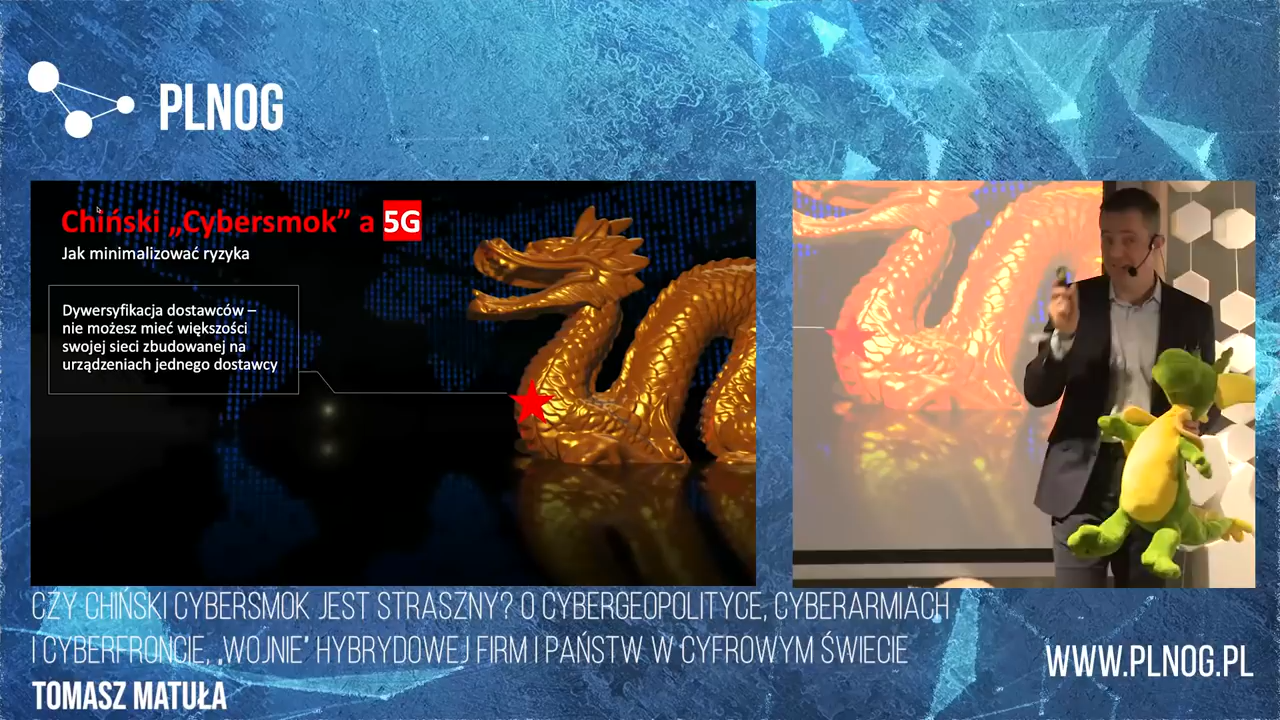 PLNOG
Chiński „Cybersmok” a 5G
Jak minimalizować ryzyka
Dywersyfikacja dostawców –
nie możesz mieć większości
swojej sieci zbudowanej na
urządzeniach jednego dostawcy
CZY CHIŃSKI CYBERSMOK JEST STRASZNY? O CYBERGEOPOLITYCE, CYBERARMIACH
I CYBERFRONCIE, „WOJNIE” HYBRYDOWEJ FIRM I PAŃSTW W CYFROWYM ŚWIECIE
TOMASZ MATUŁA
WWW.PLNOG.PL